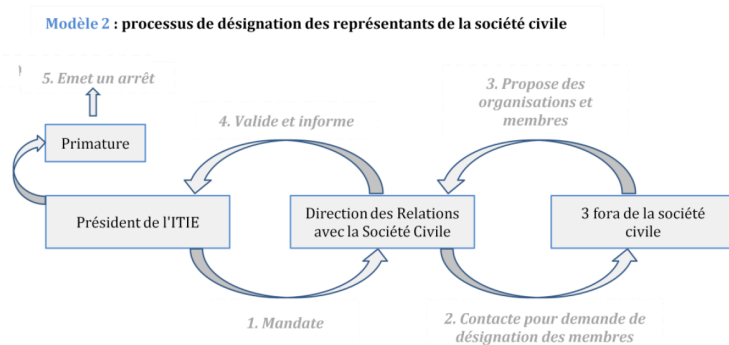 Modèle 2 : processus de désignation des représentants de la société civile
5. Emet un arrêt
3. Propose des
organisations et
membres
4. Valide et informe
Primature
Président de l'ITIE
Direction des Relations
avec la Société Civile
3 fora de la société
civile
1. Mandate
2. Contacte pour demande de
désignation des membres